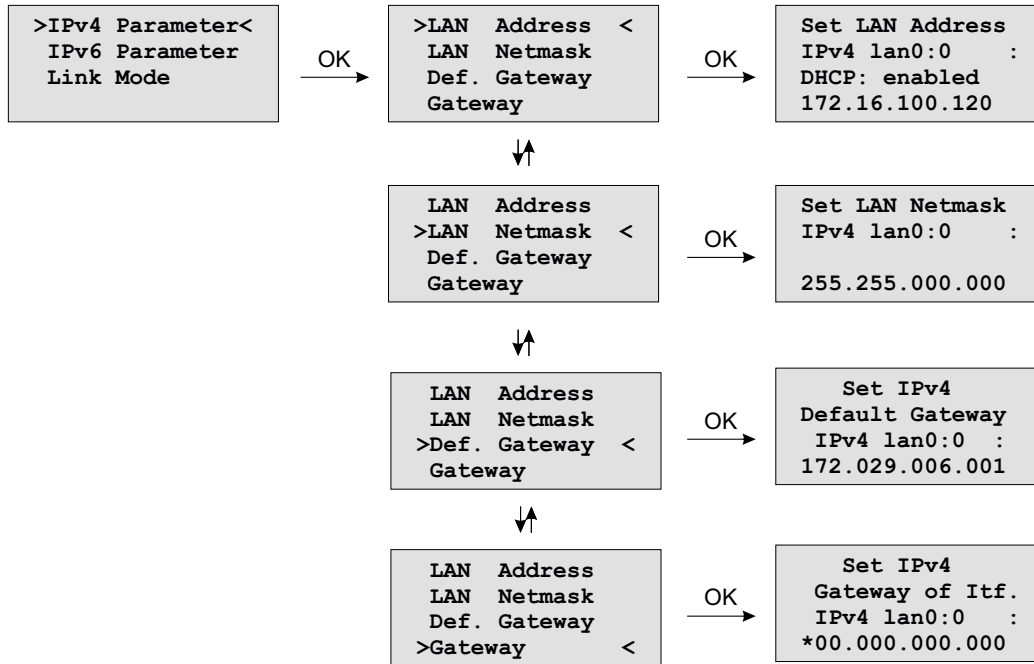 >IPv4 Parameter<
IPv6 Parameter
Link Mode
OK
>LAN Address <
LAN Netmask
Def. Gateway
Gateway
OK
Set LAN Address
IPv4 lan0:0 :
DHCP: enabled
172.16.100.120
LAN Address
>LAN Netmask <
Def. Gateway
Gateway
OK
Set LAN Netmask
IPv4 lan0:0 :
255.255.000.000
LAN Address
LAN Netmask
>Def. Gateway <
Gateway
OK
Set IPv4
Default Gateway
IPv4 lan0:0 :
172.029.006.001
LAN Address
LAN Netmask
Def. Gateway
>Gateway <
OK
Set IPv4
Gateway of Itf.
IPv4 lan0:0 :
*00.000.000.000